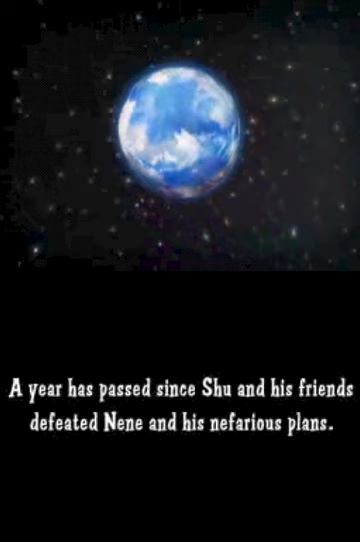 A year has passed since Shu and his friends
defeated Nene and his nefarious plans.